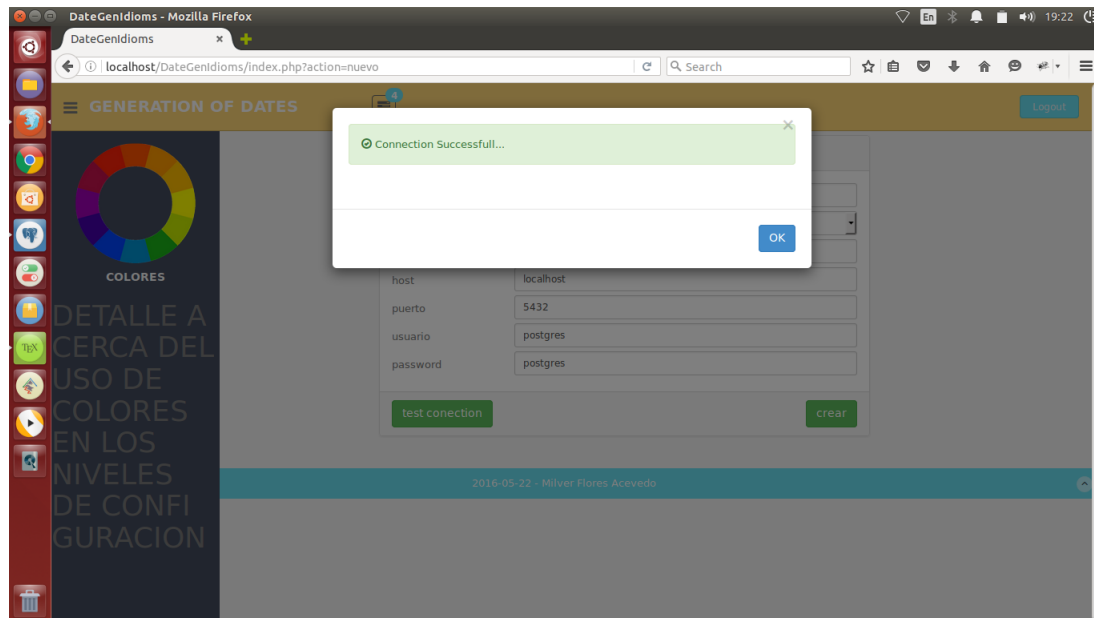 DateGenIdioms - Mozilla Firefox
En
19:22
DateGenIdioms
localhost/DateGenIdioms/index.php?action=nuevo
Search
GENERATION OF DATES
4
Logout
Connection Successfull...
×
OK
COLORES
DETALLE A
CERCA DEL
USO DE
COLORES
EN LOS
NIVELES
DE CONFI
GURACION
host
localhost
puerto
5432
usuario
postgres
password
postgres
test conection
crear
2016-05-22 - Milver Flores Acevedo
TEX